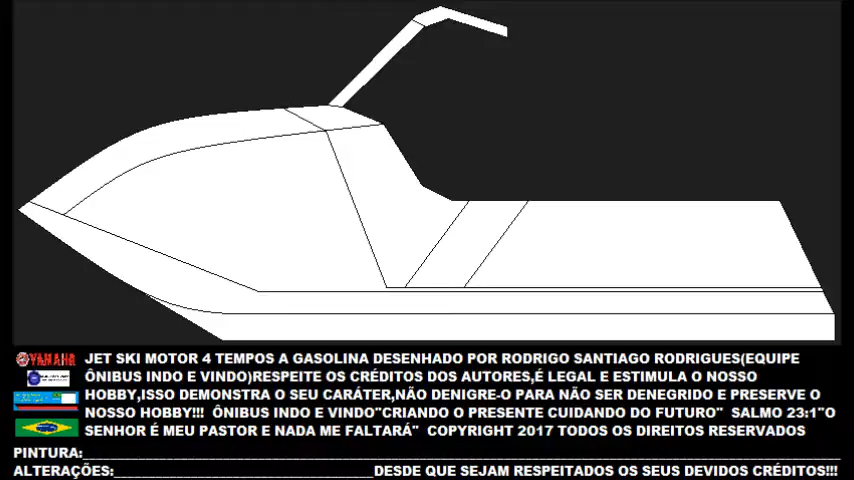 YAMAHA JET SKI MOTOR 4 TEMPOS A GASOLINA DESENHADO POR RODRIGO SANTIAGO RODRIGUES(EQUIPE
ÔNIBUS INDO E VINDO)RESPEITE OS CRÉDITOS DOS AUTORES,É LEGAL E ESTIMULA O NOSSO
HOBBY,ISSO DEMONSTRA O SEU CARÁTER,NÃO DENIGRE-O PARA NÃO SER DENEGRIDO E PRESERVE O
NOSSO HOBBY!!! ÔNIBUS INDO E VINDO"CRIANDO O PRESENTE CUIDANDO DO FUTURO" SALMO 23:1"O
SENHOR É MEU PASTOR E NADA ME FALTARÁ" COPYRIGHT 2017 TODOS OS DIREITOS RESERVADOS
PINTURA:
ALTERAÇÕES: DESDE QUE SEJAM RESPEITADOS OS SEUS DEVIDOS CRÉDITOS!!!